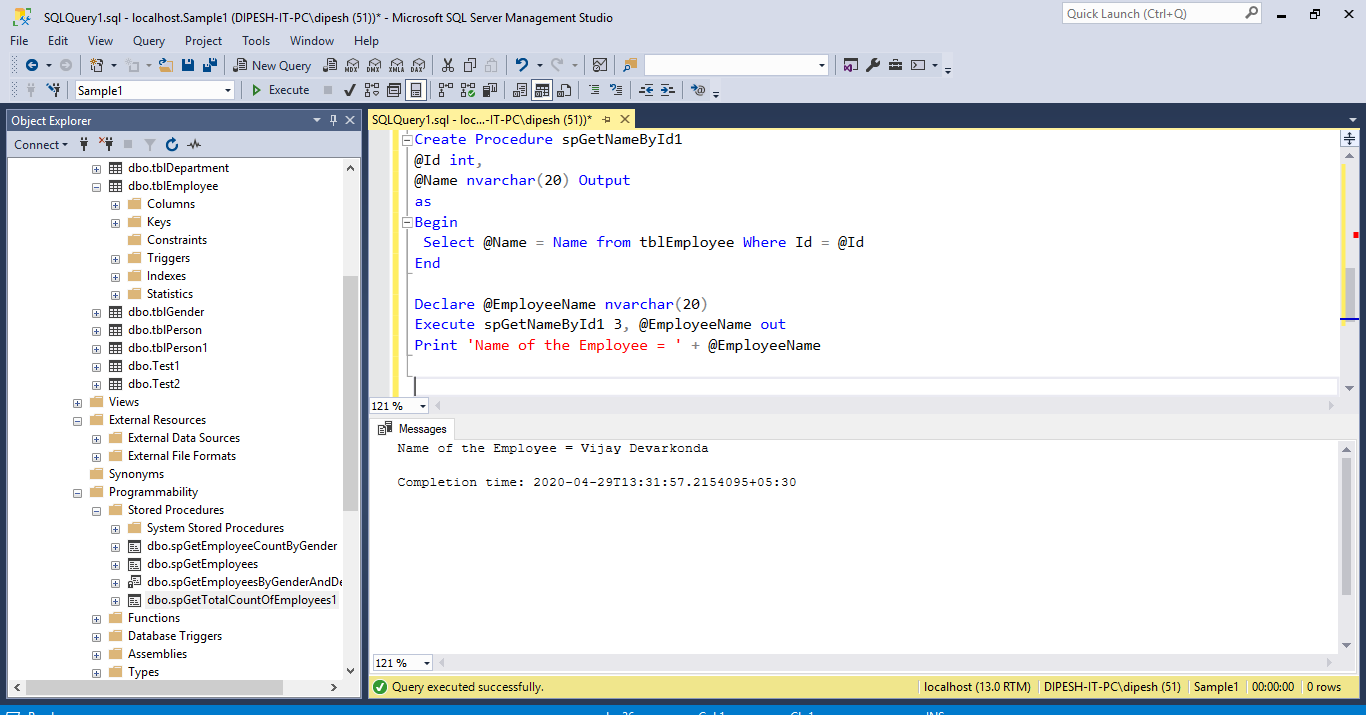 SQLQuery1.sql - localhost.Sample1 (DIPESH-IT-PC\dipesh (51))* - Microsoft SQL Server Management Studio
Quick Launch (Ctrl+Q)
File Edit View Query Project Tools Window Help
New Query MDX DMX XMLA DAX
Sample1 Execute
Object Explorer
Connect
dbo.tblDepartment
dbo.tblEmployee
Columns
Keys
Constraints
Triggers
Indexes
Statistics
dbo.tblGender
dbo.tblPerson
dbo.tblPerson1
dbo.Test1
dbo.Test2
Views
External Resources
External Data Sources
External File Formats
Synonyms
Programmability
Stored Procedures
System Stored Procedures
dbo.spGetEmployeeCountByGender
dbo.spGetEmployees
dbo.spGetEmployeesByGenderAndDe
dbo.spGetTotalCountOfEmployees1
Functions
Database Triggers
Assemblies
Types
SQLQuery1.sql - loc...-IT-PC\dipesh (51))*
Create Procedure spGetNameById1
@Id int,
@Name nvarchar(20) Output
as
Begin
Select @Name = Name from tblEmployee Where Id = @Id
End
Declare @EmployeeName nvarchar(20)
Execute spGetNameById1 3, @EmployeeName out
Print 'Name of the Employee = ' + @EmployeeName
121 %
Messages
Name of the Employee = Vijay Devarkonda
Completion time: 2020-04-29T13:31:57.2154095+05:30
121 %
Query executed successfully.
localhost (13.0 RTM) DIPESH-IT-PC\dipesh (51) Sample1 00:00:00 0 rows